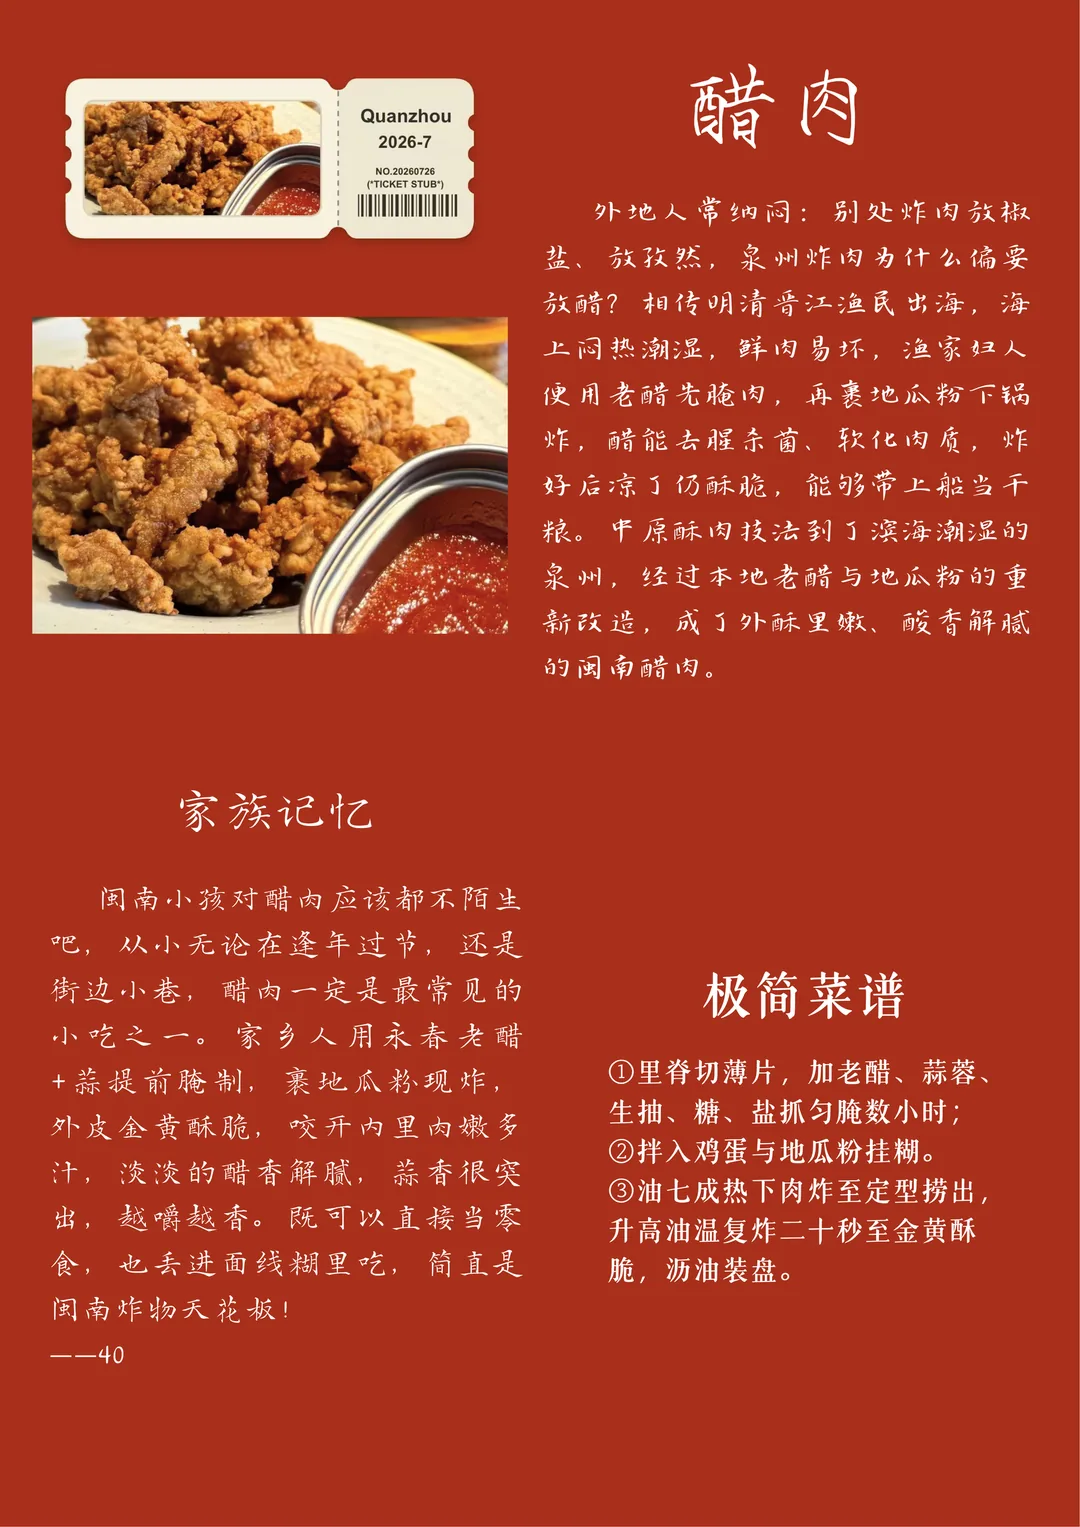 Quanzhou
2026-7
NO.20260726
(*TICKET STUB*)
醋肉
外地人常纳闷：别处炸肉放椒
盐、放孜然，泉州炸肉为什么偏要
放醋？相传明清晋江渔民出海，海
上闷热潮湿，鲜肉易坏，渔家妇人
便用老醋先腌肉，再裹地瓜粉下锅
炸，醋能去腥杀菌、软化肉质，炸
好后凉了仍酥脆，能够带上船当干
粮。中原酥肉技法到了滨海潮湿的
泉州，经过本地老醋与地瓜粉的重
新改造，成了外酥里嫩、酸香解腻
的闽南醋肉。
家族记忆
闽南小孩对醋肉应该都不陌生
吧，从小无论在逢年过节，还是
街边小巷，醋肉一定是最常见的
小吃之一。家乡人用永春老醋
+蒜提前腌制，裹地瓜粉现炸，
外皮金黄酥脆，咬开内里肉嫩多
汁，淡淡的醋香解腻，蒜香很突
出，越嚼越香。既可以直接当零
食，也丢进面线糊里吃，简直是
闽南炸物天花板！
——40
极简菜谱
①里脊切薄片，加老醋、蒜蓉、
生抽、糖、盐抓匀腌数小时；
②拌入鸡蛋与地瓜粉挂糊。
③油七成热下肉炸至定型捞出，
升高油温复炸二十秒至金黄酥
脆，沥油装盘。